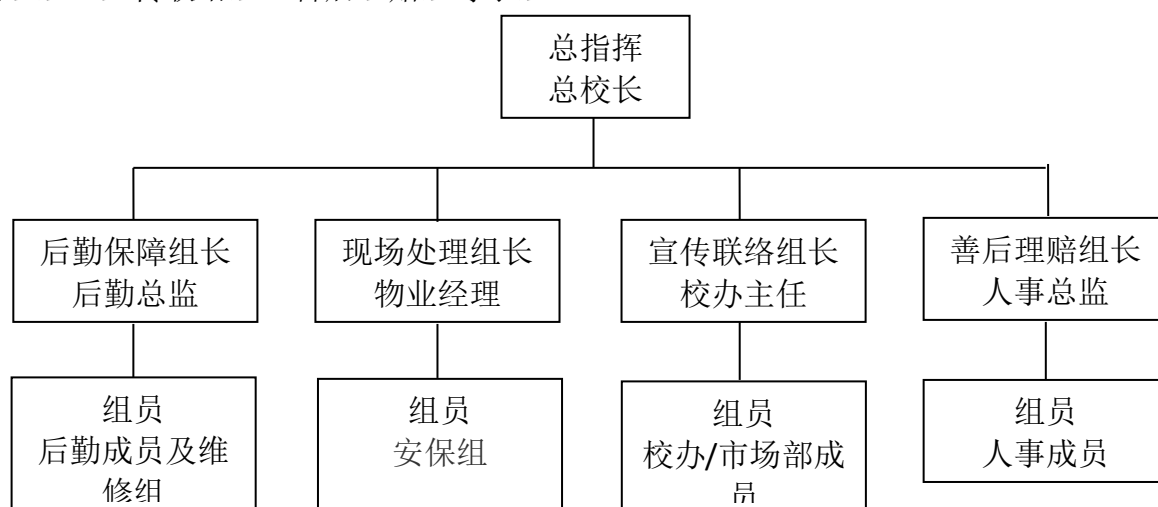 总指挥
总校长
后勤保障组长
后勤总监
现场处理组长
物业经理
宣传联络组长
校办主任
善后理赔组长
人事总监
组员
后勤成员及维
修组
组员
安保组
组员
校办/市场部成
员
组员
人事成员